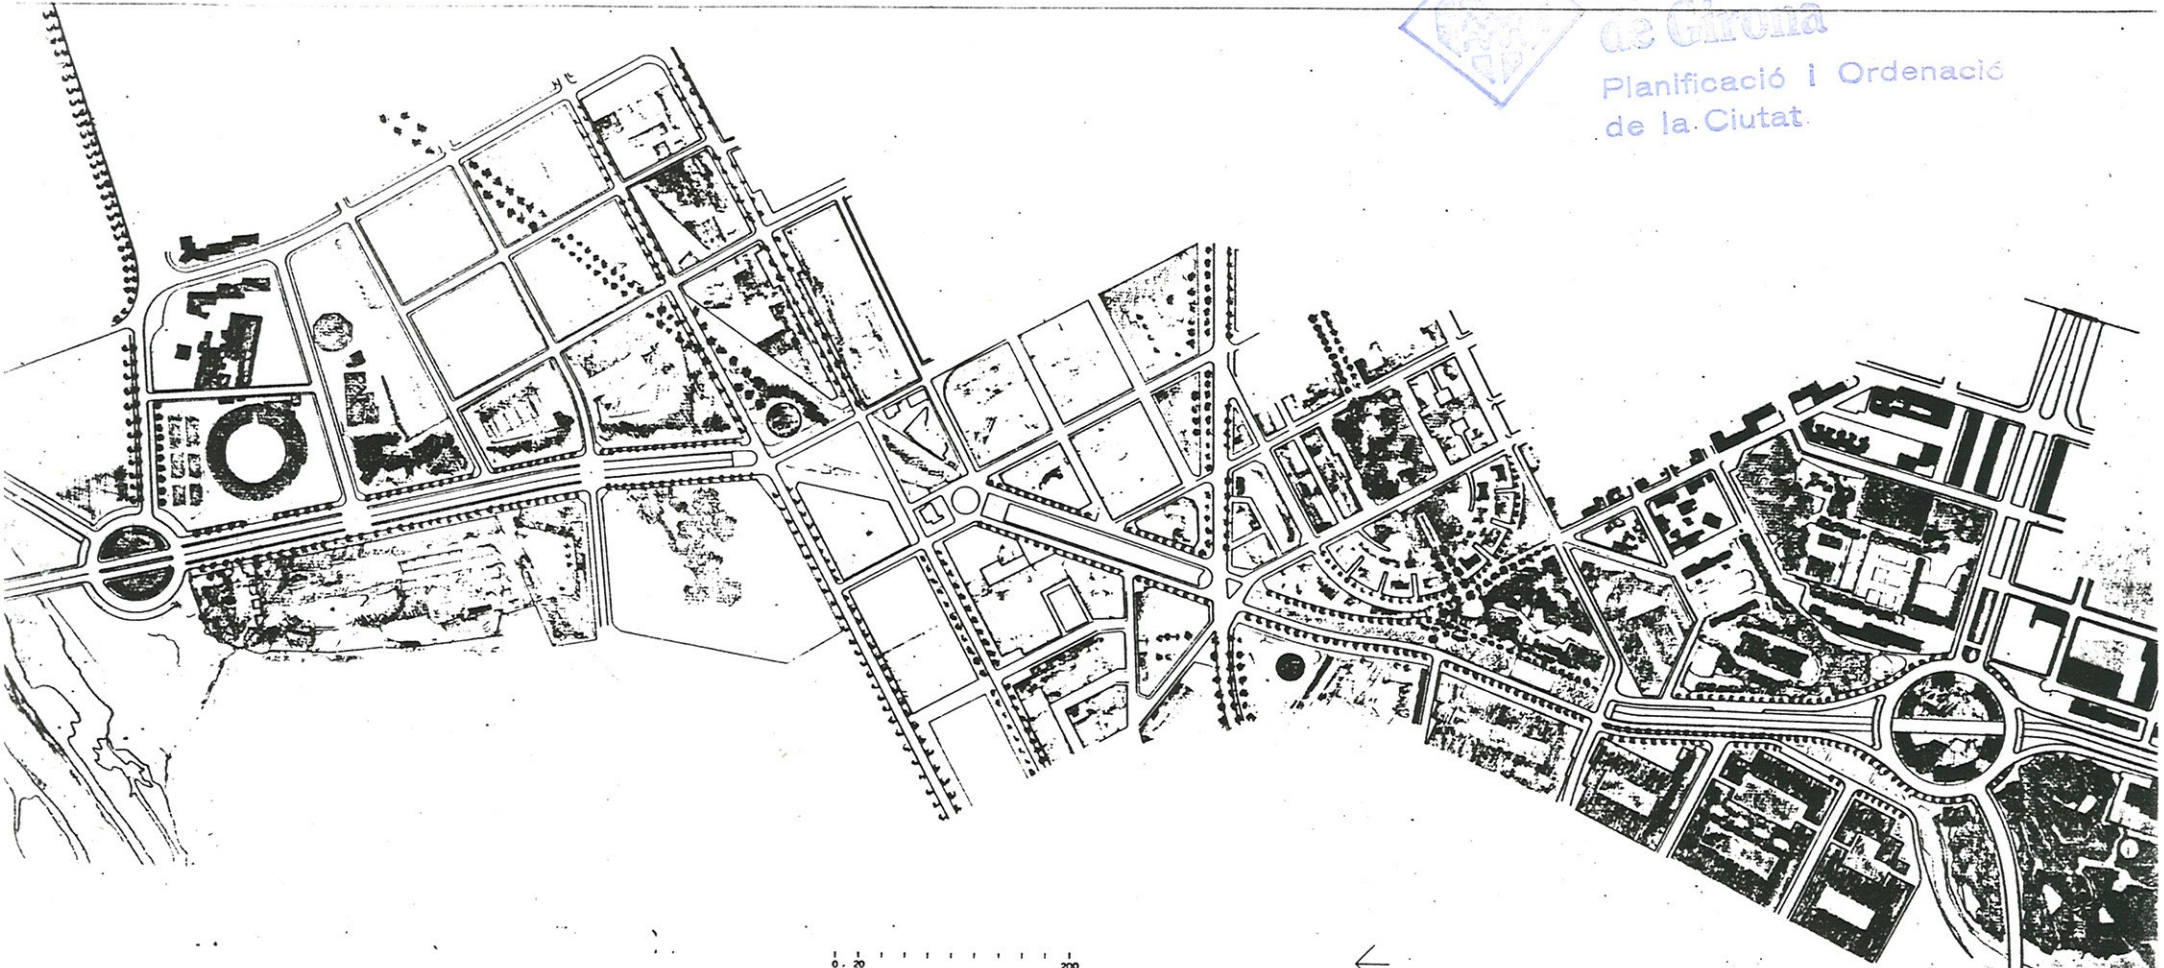 de Girona
Planificació i Ordenació
de la Ciutat
0 20 200